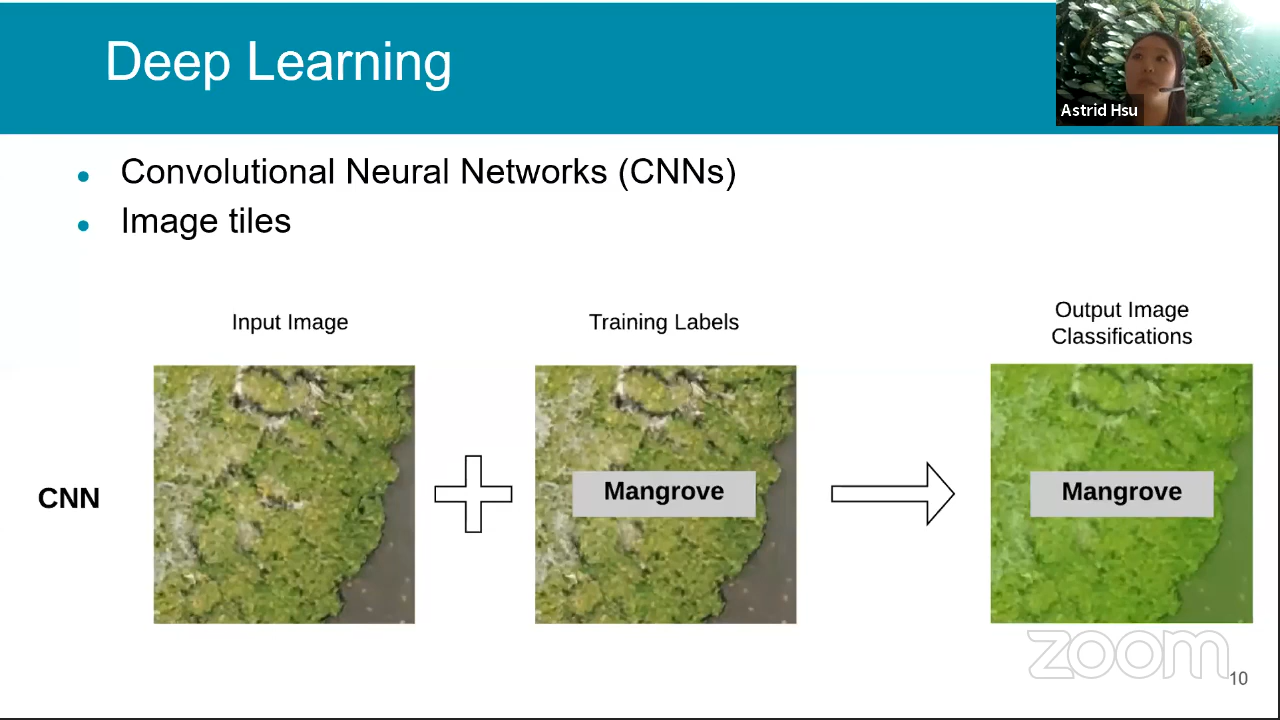 Deep Learning
Astrid Hsu
Convolutional Neural Networks (CNNs)
Image tiles
Input Image
Training Labels
Output Image
Classifications
CNN
Mangrove
Mangrove
zoom
10